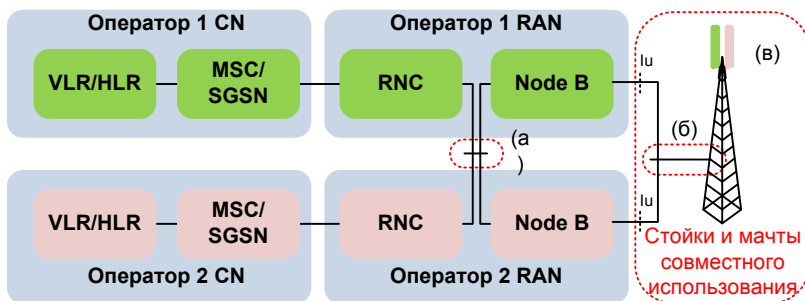 Оператор 1 CN
Оператор 1 RAN
VLR/HLR
MSC/
SGSN
RNC
Node B
Iu
(в)
(а
)
(б)
VLR/HLR
MSC/
SGSN
RNC
Node B
Iu
Оператор 2 CN
Оператор 2 RAN
Стойки и мачты
совместного
использования